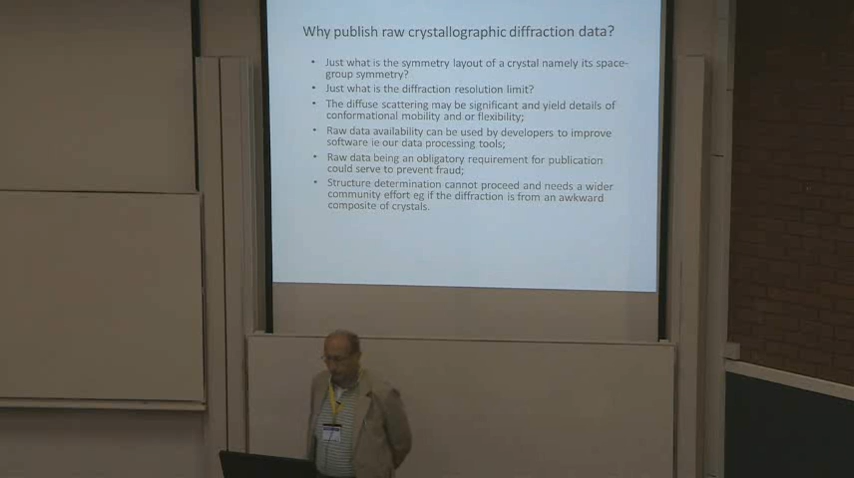 Why publish raw crystallographic diffraction data?
• Just what is the symmetry layout of a crystal namely its space-
group symmetry?
• Just what is the diffraction resolution limit?
• The diffuse scattering may be significant and yield details of
conformational mobility and or flexibility;
• Raw data availability can be used by developers to improve
software ie our data processing tools;
• Raw data being an obligatory requirement for publication
could serve to prevent fraud;
• Structure determination cannot proceed and needs a wider
community effort eg if the diffraction is from an awkward
composite of crystals.